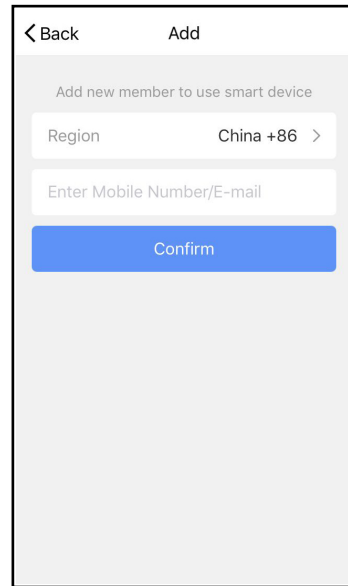 Back Add
Add new member to use smart device
Region China +86
Enter Mobile Number/E-mail
Confirm